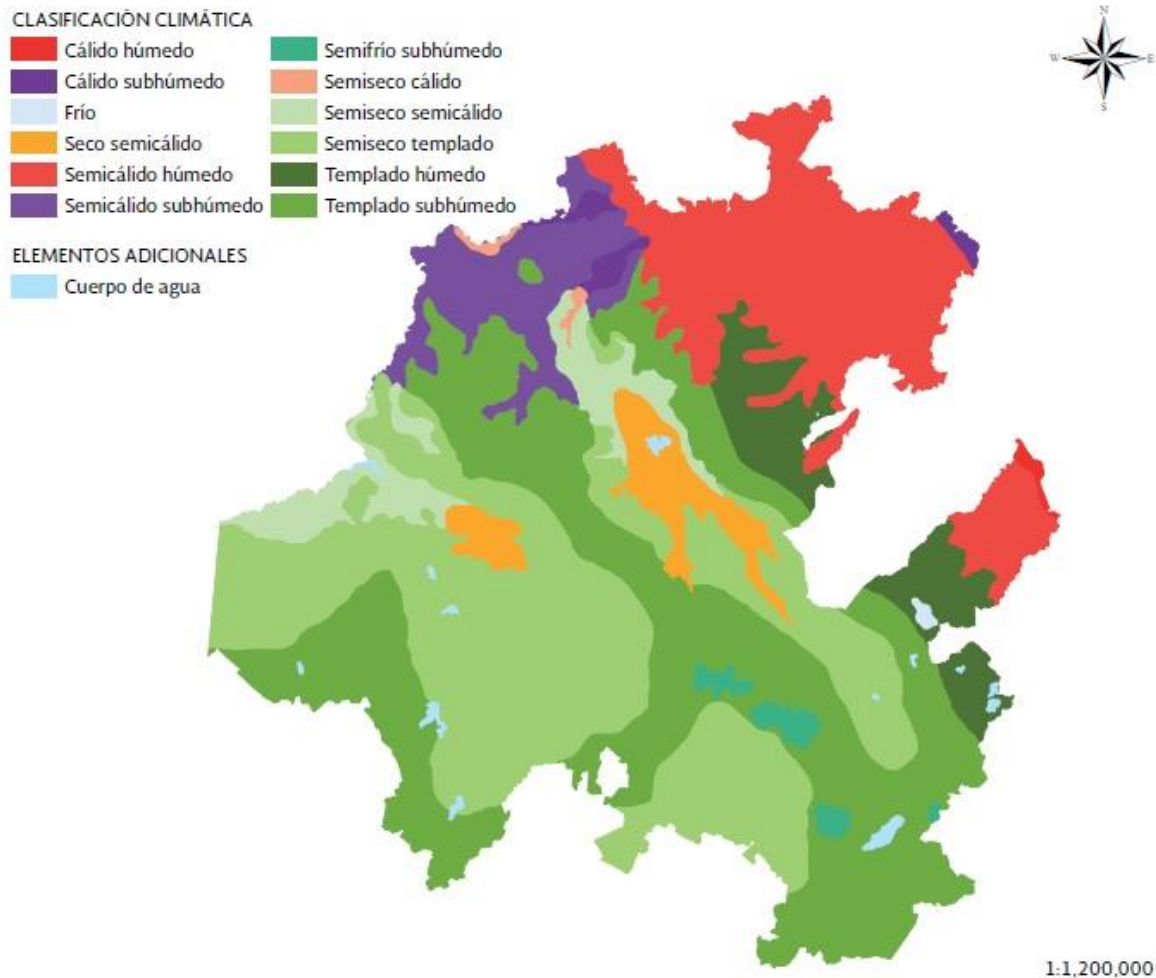 CLASIFICACIÓN CLIMÁTICA
Cálido húmedo
Cálido subhúmedo
Frío
Seco semicálido
Semicálido húmedo
Semicálido subhúmedo
Semifrío subhúmedo
Semiseco cálido
Semiseco semicálido
Semiseco templado
Templado húmedo
Templado subhúmedo
ELEMENTOS ADICIONALES
Cuerpo de agua
N
W
E
S
1:1,200,000